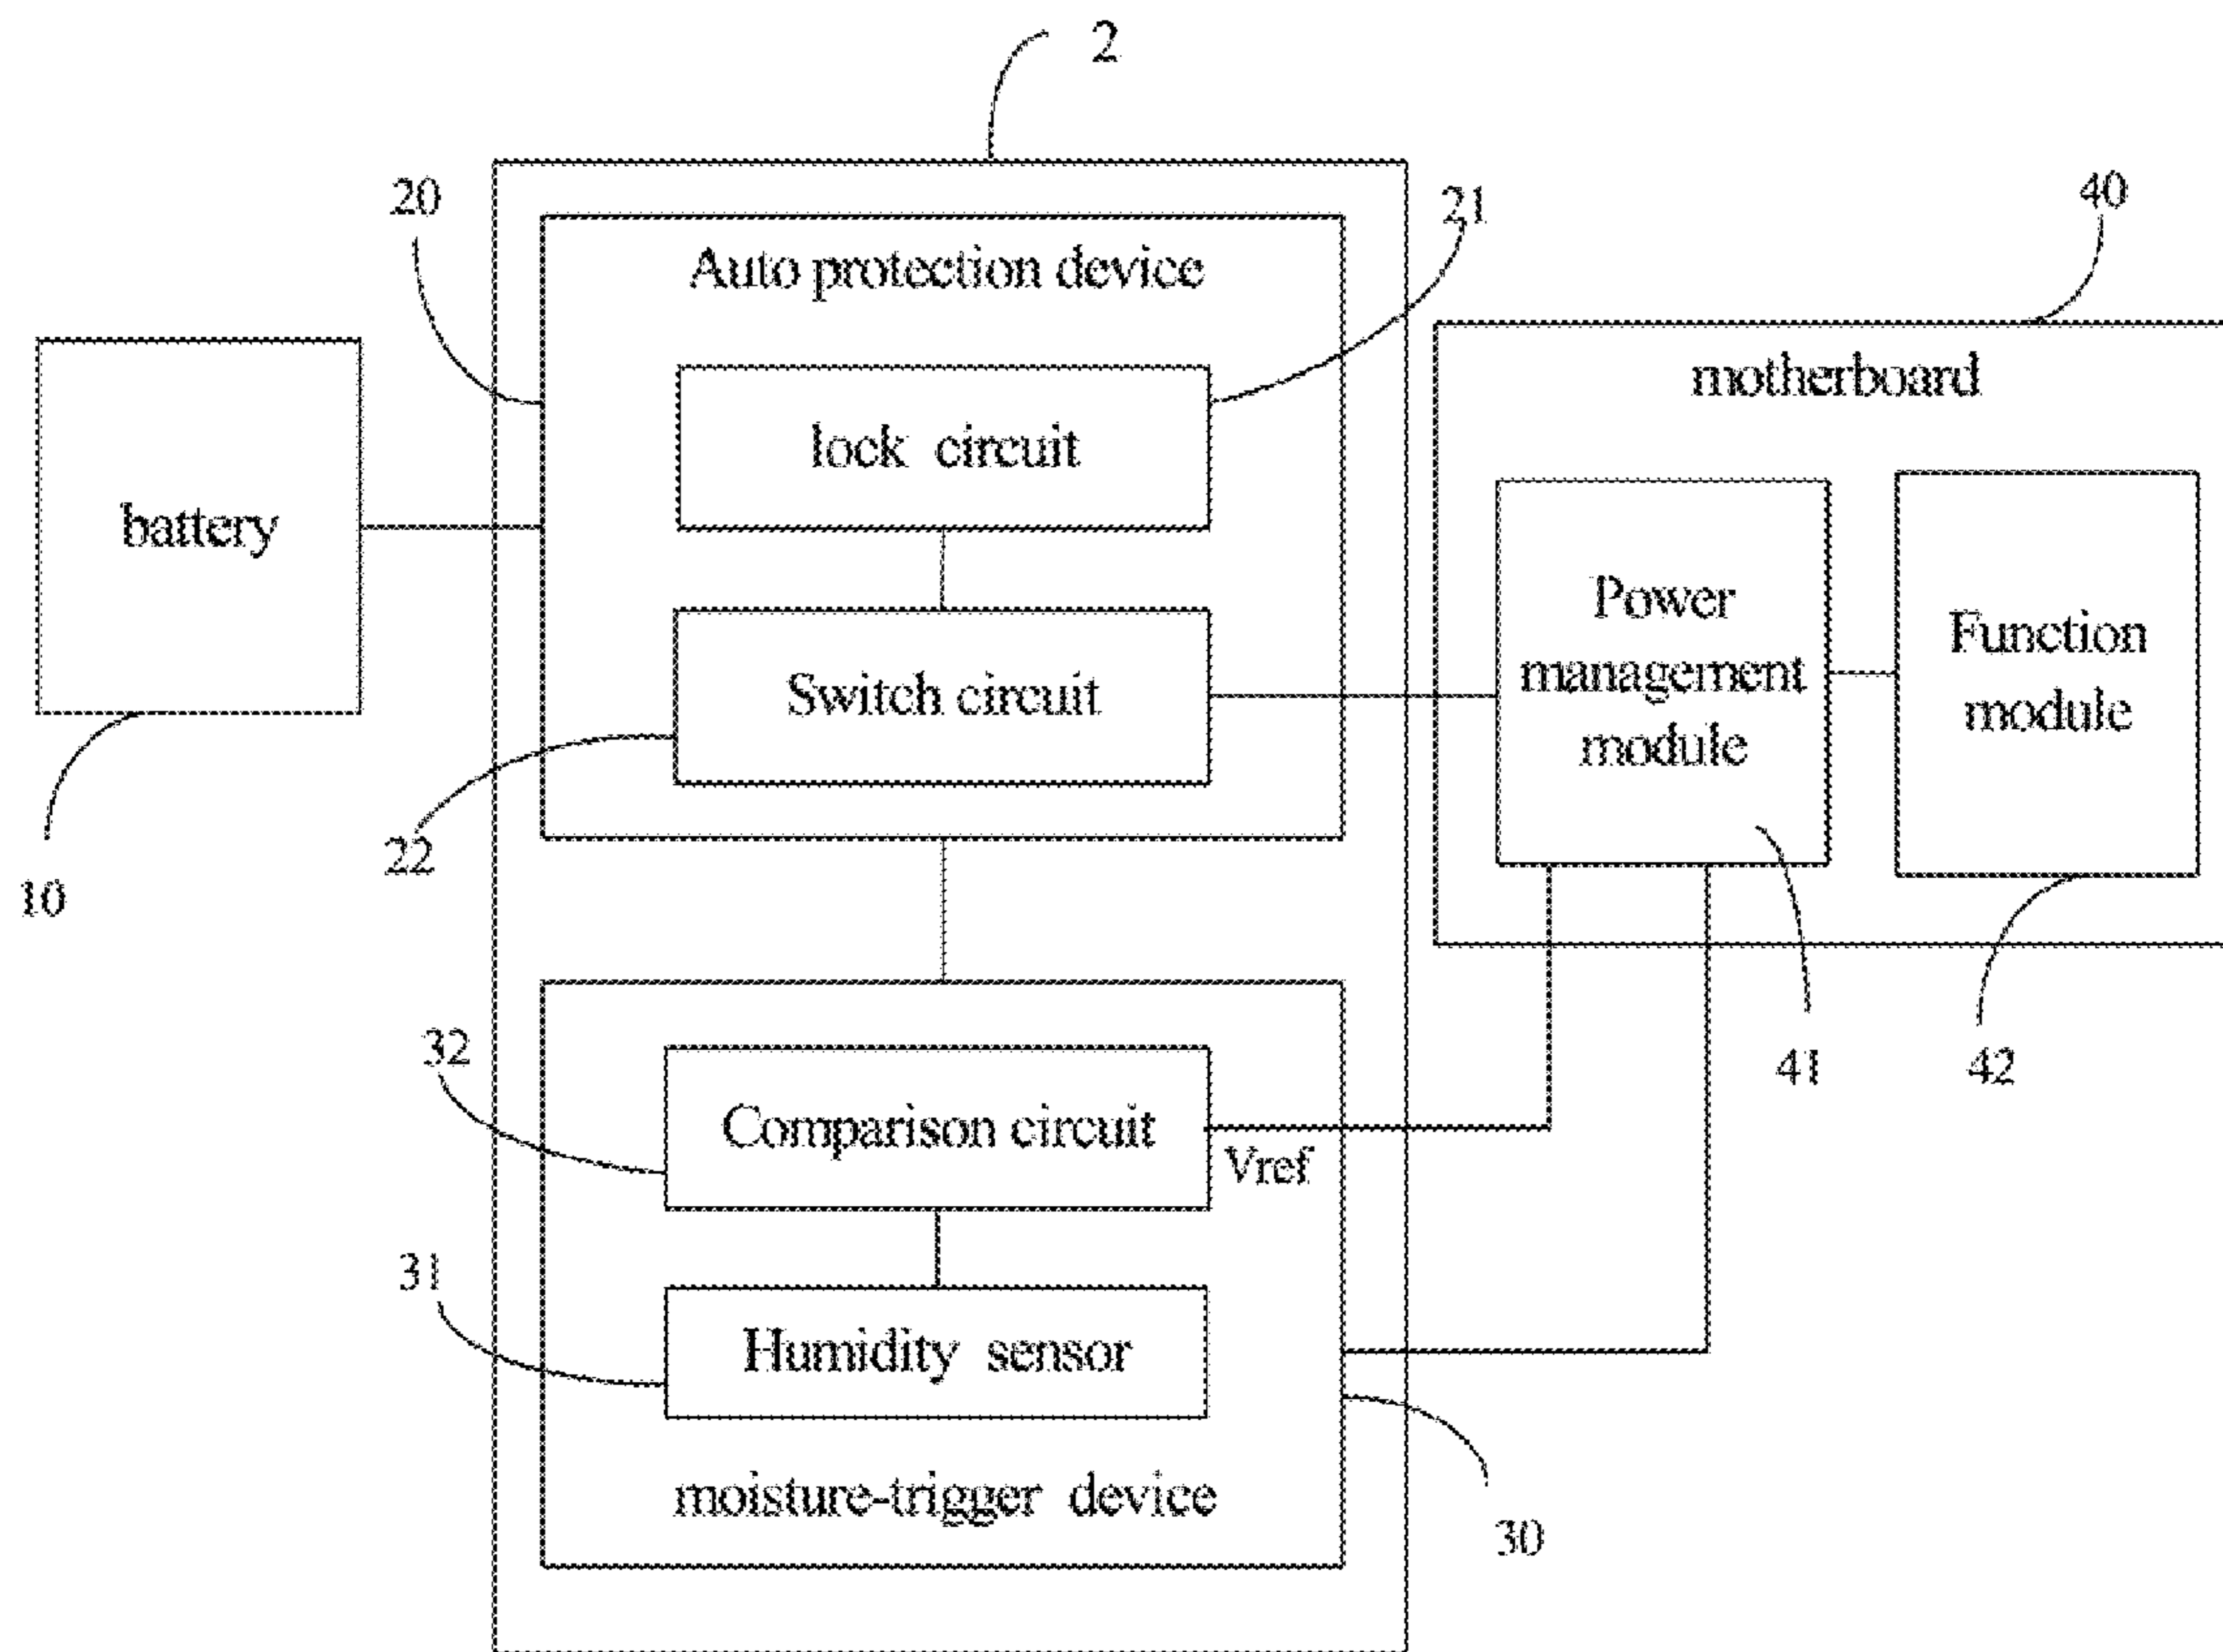 2
20
21
40
Auto protection device
motherboard
lock circuit
battery
Power
management
module
Function
module
Switch circuit
22
10
32
41
42
Comparison circuit
Vref
31
Humidity sensor
moisture-trigger device
30